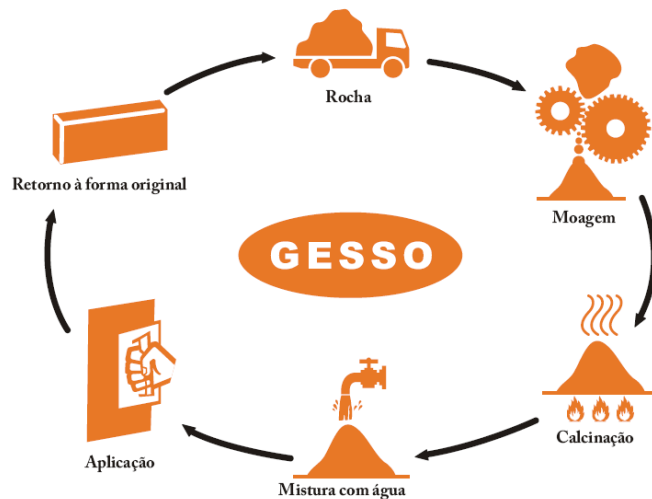 Rocha
Moagem
Calcinação
Mistura com água
Aplicação
Retorno à forma original
GESSO